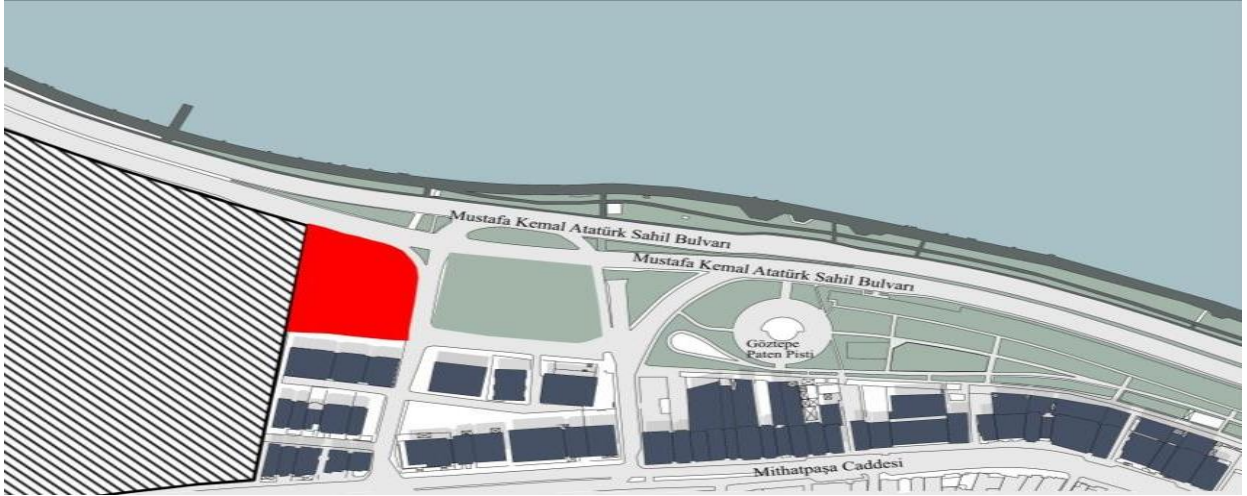 Mustafa Kemal Atatürk Sahil Bulvarı
Mustafa Kemal Atatürk Sahil Bulvarı
Göztepe
Paten Pisti
Mithatpaşa Caddesi